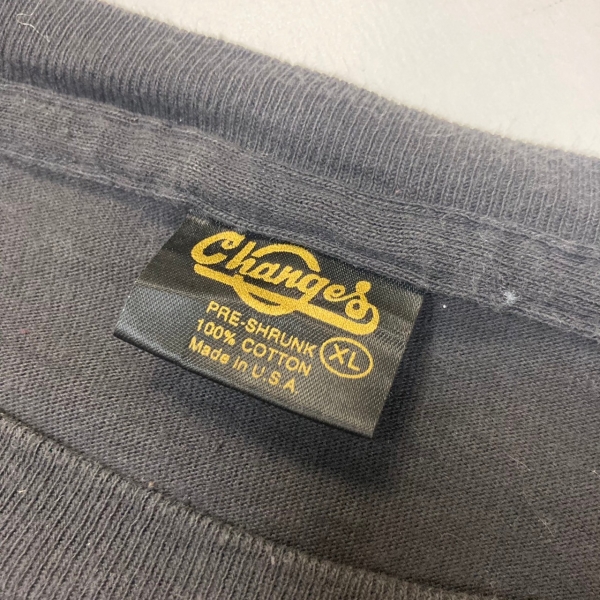 Changes
PRE-SHRUNK
100% COTTON
XL
Made in U.S.A